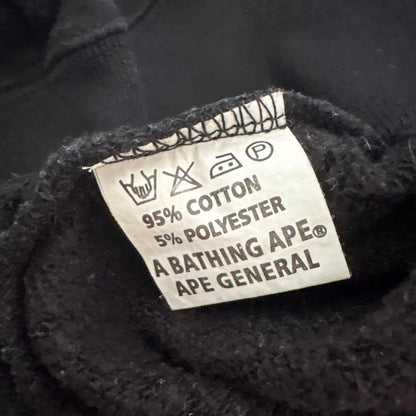 P
95% COTTON
5% POLYESTER
A BATHING APE®
APE GENERAL